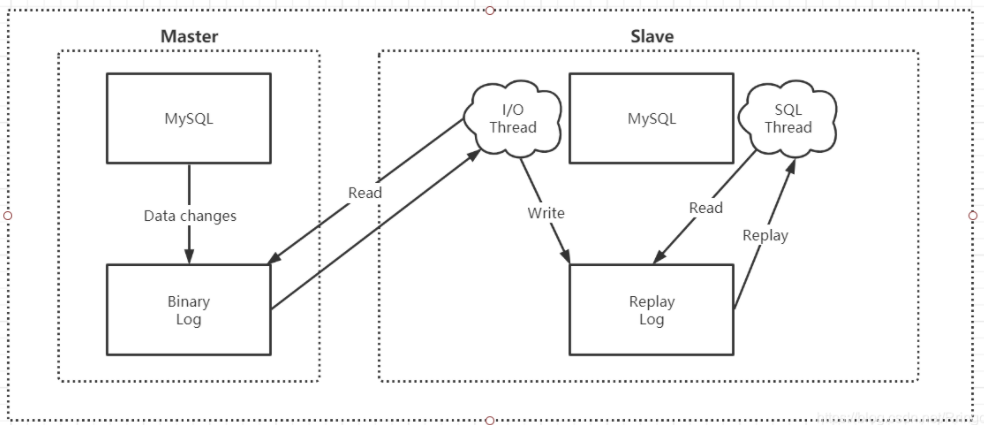 Master
Slave
MySQL
I/O
Thread
MySQL
SQL
Thread
Read
Data changes
Write
Read
Replay
Binary
Log
Replay
Log